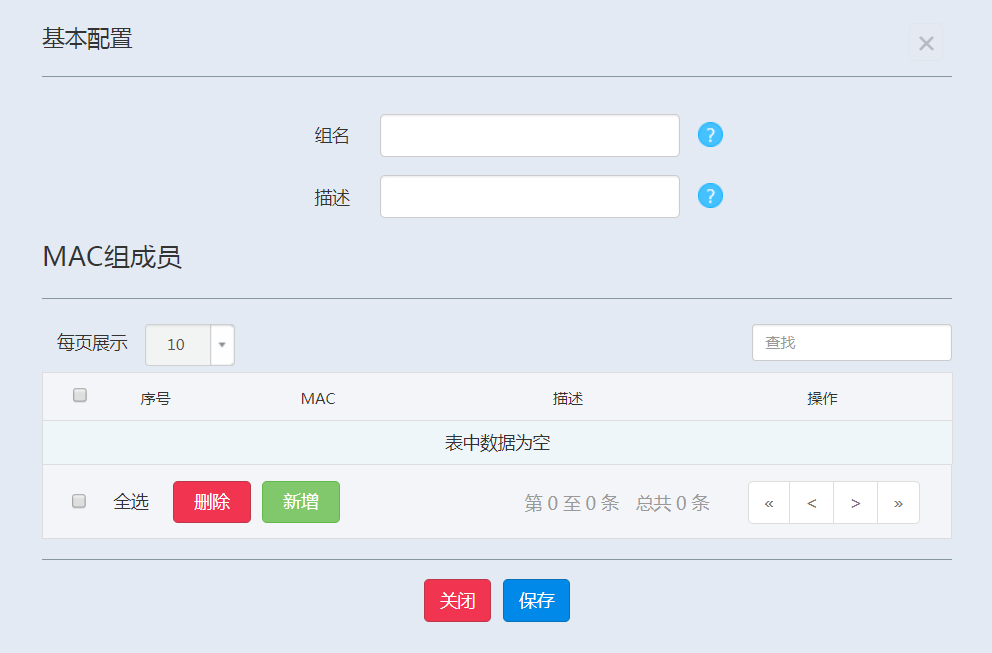 基本配置 ×
组名 ?
描述 ?
MAC组成员
每页展示 10 查找
序号 MAC 描述 操作
表中数据为空
全选 删除 新增 第 0 至 0 条 总共 0 条 « < > »
关闭 保存